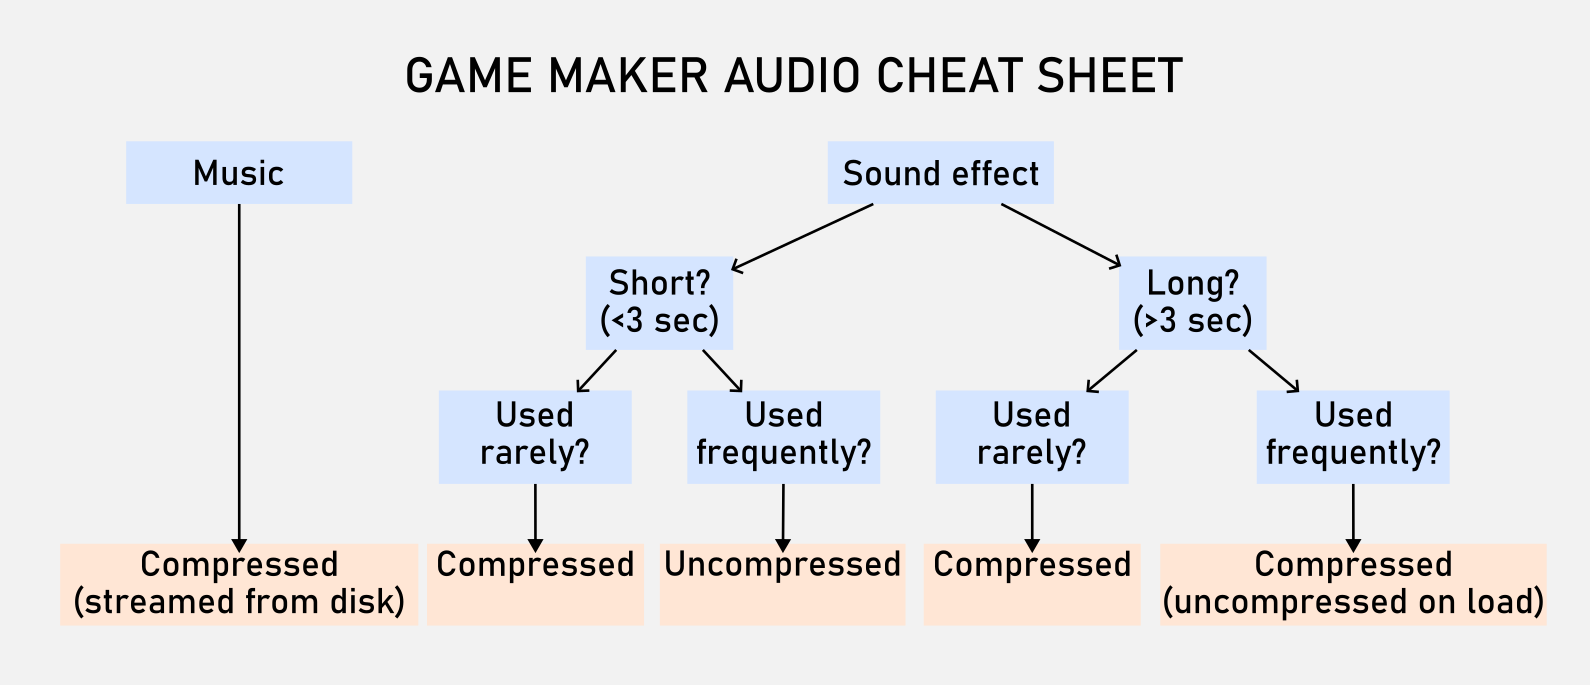 GAME MAKER AUDIO CHEAT SHEET
Music
Sound effect
Short?
(<3 sec)
Long?
(>3 sec)
Used
rarely?
Used
frequently?
Used
rarely?
Used
frequently?
Compressed
(streamed from disk)
Compressed
Uncompressed
Compressed
Compressed
(uncompressed on load)